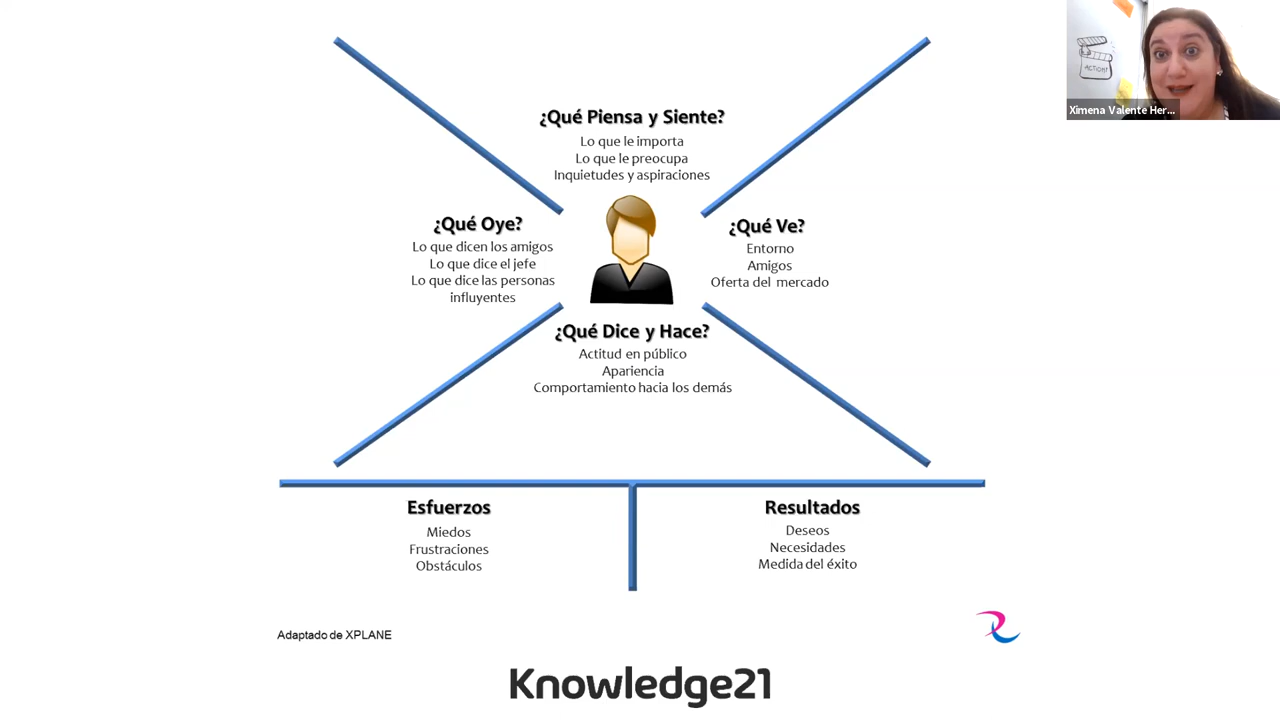 ACTION!
Ximena Valente Her...
¿Qué Piensa y Siente?
Lo que le importa
Lo que le preocupa
Inquietudes y aspiraciones
¿Qué Oye?
Lo que dicen los amigos
Lo que dice el jefe
Lo que dice las personas
influyentes
¿Qué Ve?
Entorno
Amigos
Oferta del mercado
¿Qué Dice y Hace?
Actitud en público
Apariencia
Comportamiento hacia los demás
Esfuerzos
Miedos
Frustraciones
Obstáculos
Resultados
Deseos
Necesidades
Medida del éxito
Adaptado de XPLANE
Knowledge21